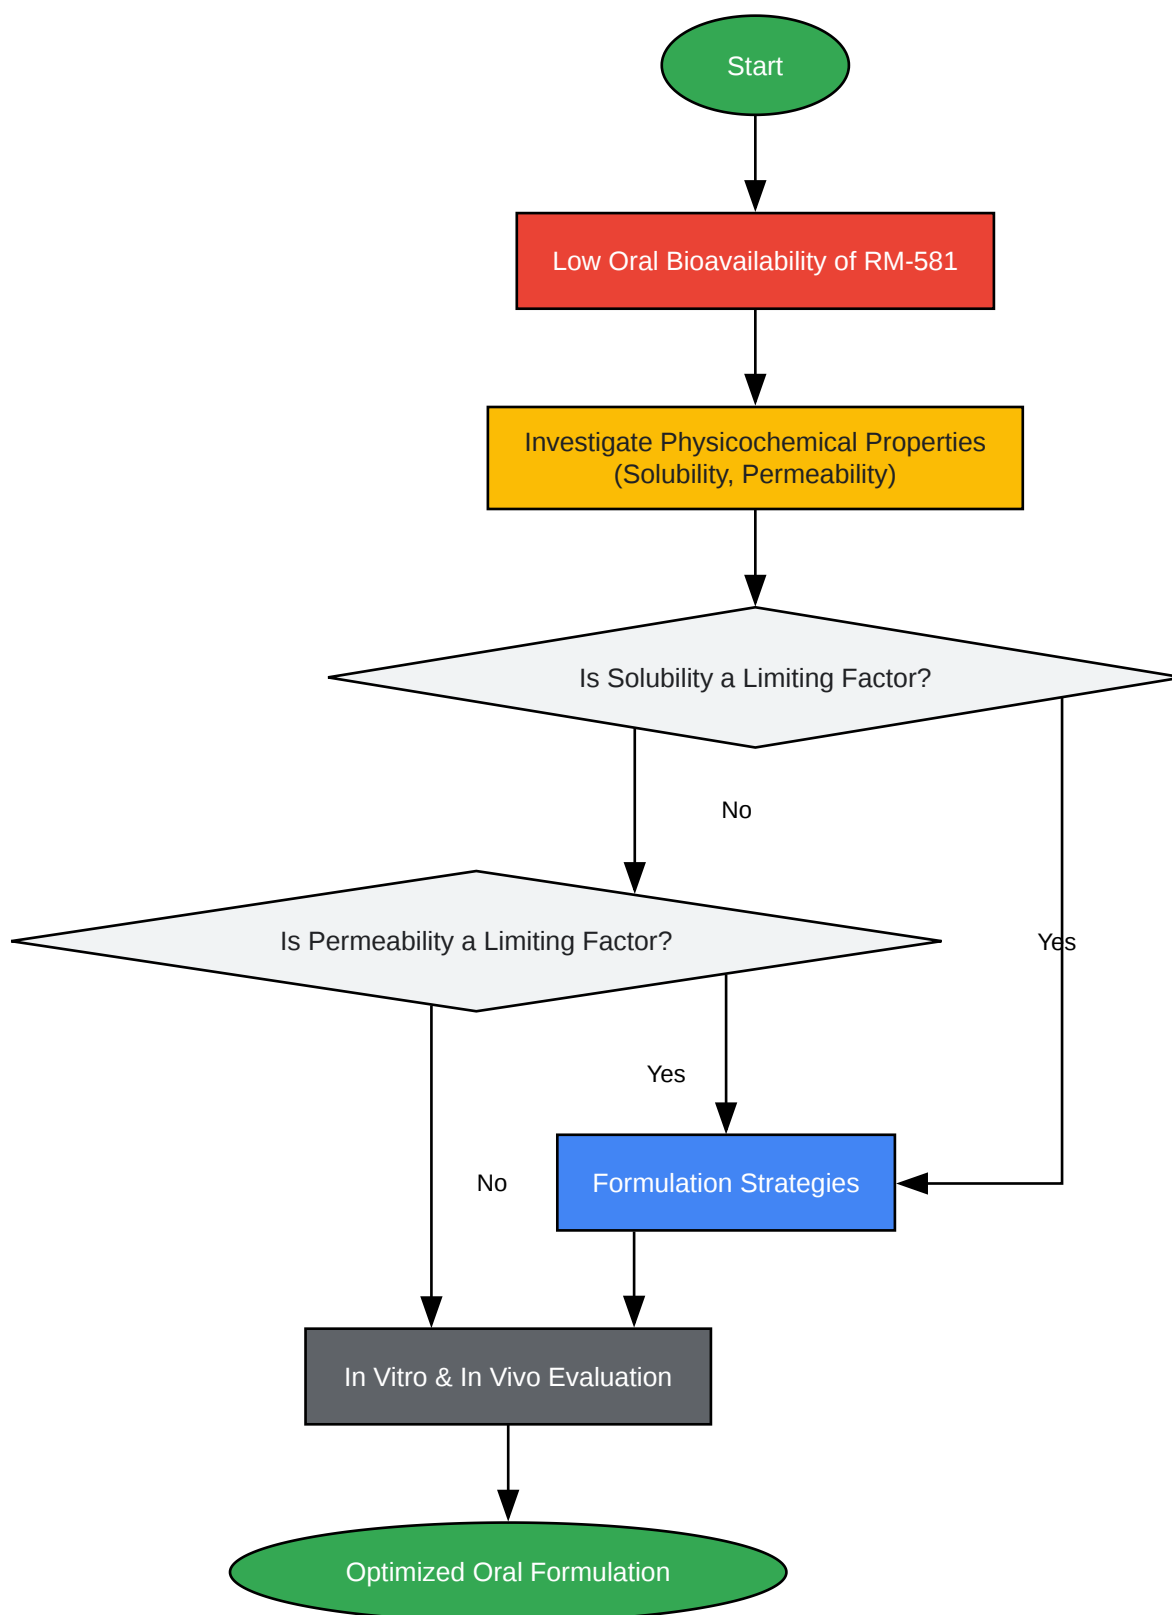 Start
Low Oral Bioavailability of RM-581
Investigate Physicochemical Properties
(Solubility, Permeability)
Is Solubility a Limiting Factor?
No
Is Permeability a Limiting Factor?
Yes
Yes
No
Formulation Strategies
In Vitro & In Vivo Evaluation
Optimized Oral Formulation